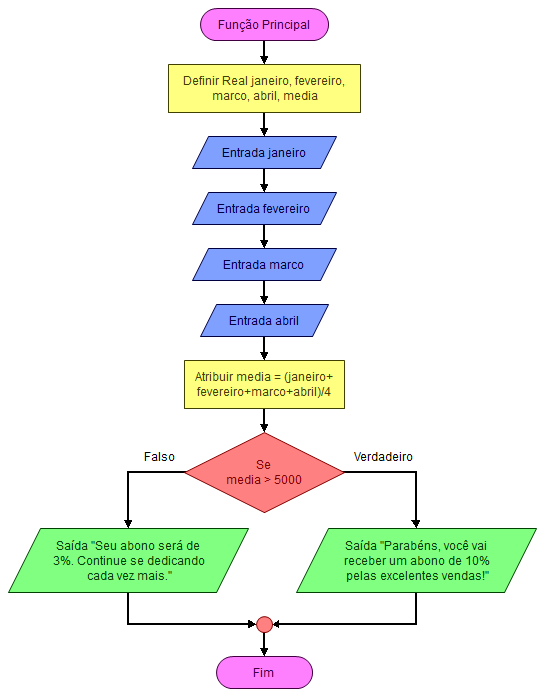 Função Principal
Definir Real janeiro, fevereiro,
marco, abril, media
Entrada janeiro
Entrada fevereiro
Entrada marco
Entrada abril
Atribuir media = (janeiro+
fevereiro+marco+abril)/4
Se
media > 5000
Falso
Verdadeiro
Saída "Seu abono será de
3%. Continue se dedicando
cada vez mais."
Saída "Parabéns, você vai
receber um abono de 10%
pelas excelentes vendas!"
Fim